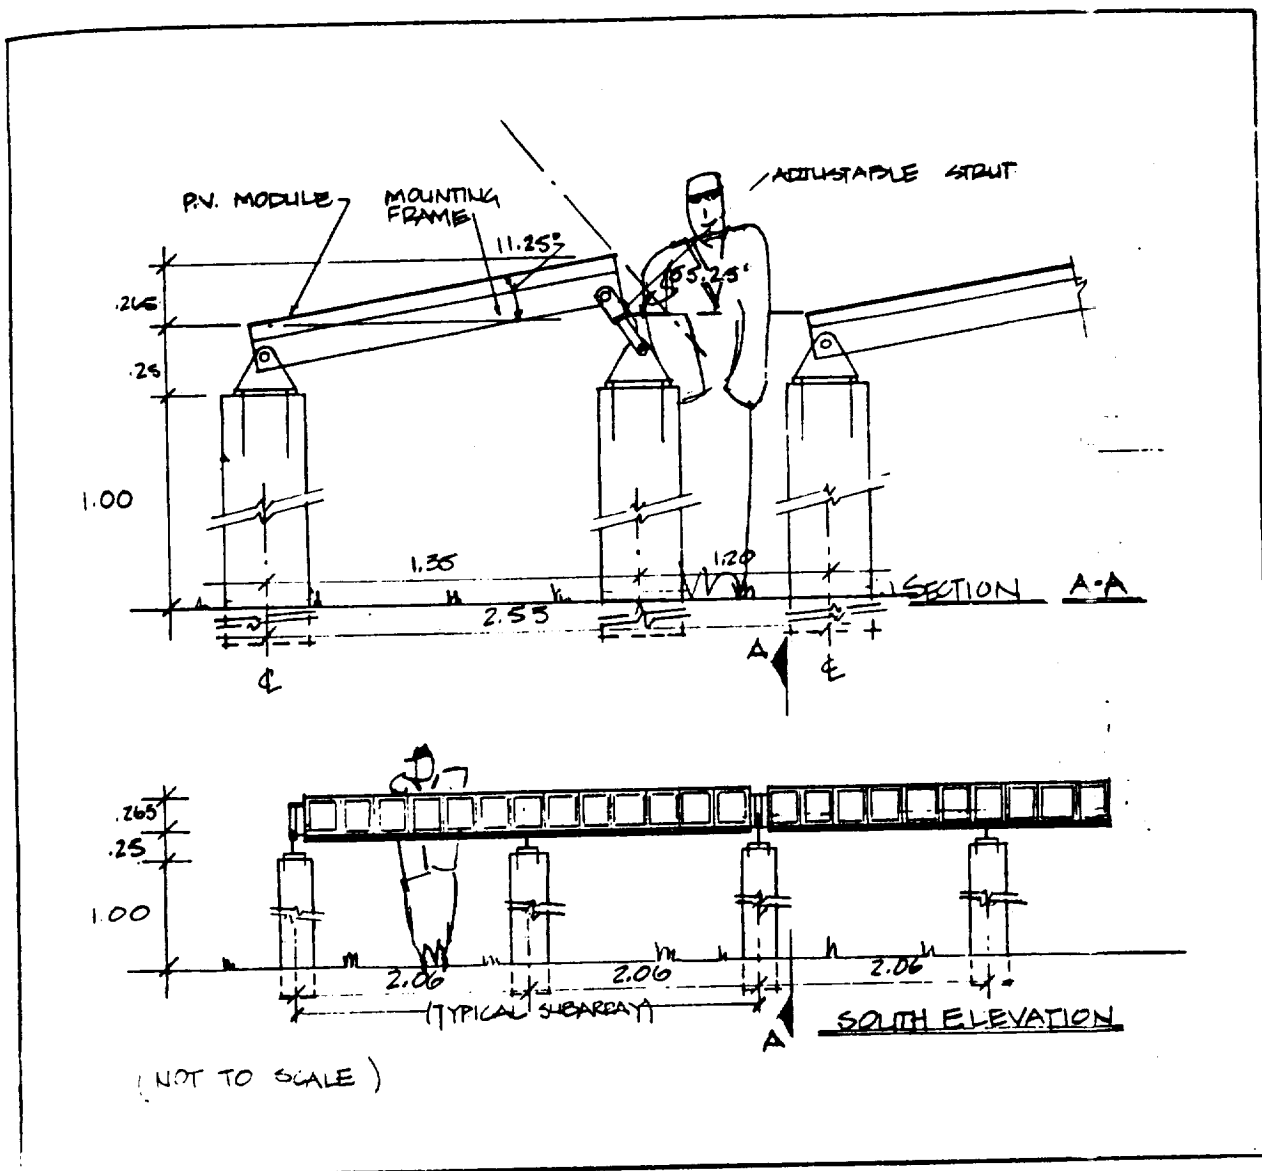 ADJUSTABLE STRUT
P.V. MODULE
MOUNTING
FRAME
11.25°
55.25°
.265
.25
1.00
1.35
1.20
2.55
SECTION A-A
A
℄
℄
.265
.25
1.00
2.06
2.06
2.06
(TYPICAL SUBARRAY)
A
SOUTH ELEVATION
(NOT TO SCALE)